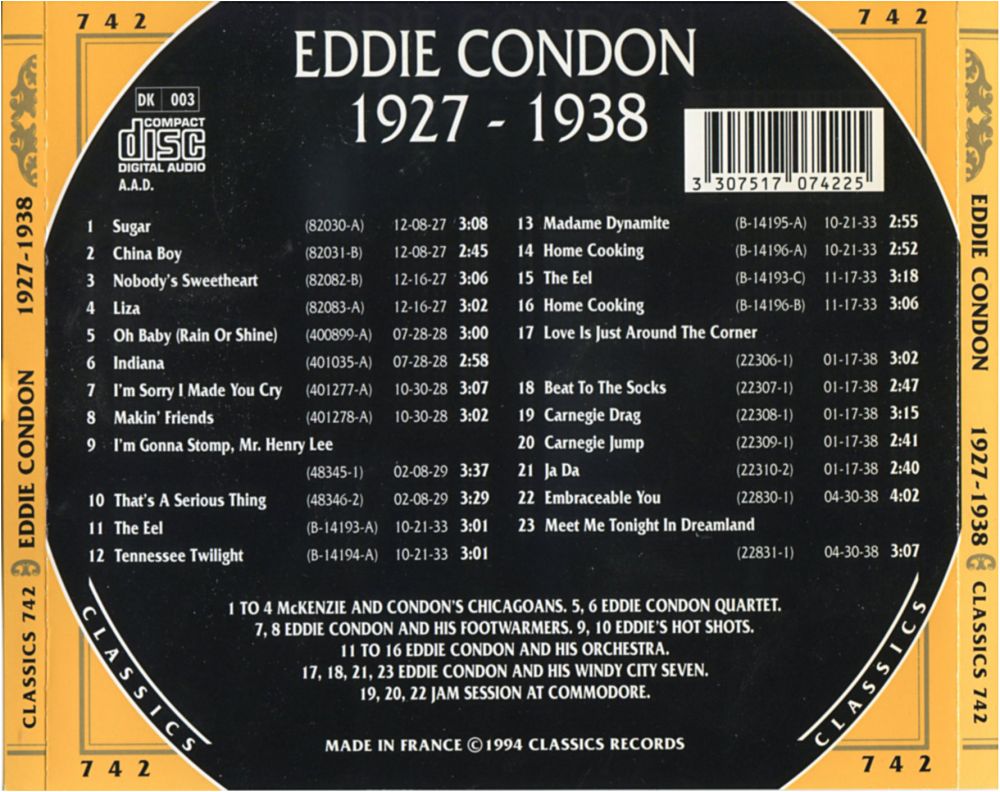 742
742
EDDIE CONDON
1927 - 1938
DK 003
COMPACT
disc
DIGITAL AUDIO
A.A.D.
3 307517 074225
1 Sugar (82030-A) 12-08-27 3:08
2 China Boy (82031-B) 12-08-27 2:45
3 Nobody's Sweetheart (82082-B) 12-16-27 3:06
4 Liza (82083-A) 12-16-27 3:02
5 Oh Baby (Rain Or Shine) (400899-A) 07-28-28 3:00
6 Indiana (401035-A) 07-28-28 2:58
7 I'm Sorry I Made You Cry (401277-A) 10-30-28 3:07
8 Makin' Friends (401278-A) 10-30-28 3:02
9 I'm Gonna Stomp, Mr. Henry Lee
(48345-1) 02-08-29 3:37
10 That's A Serious Thing (48346-2) 02-08-29 3:29
11 The Eel (B-14193-A) 10-21-33 3:01
12 Tennessee Twilight (B-14194-A) 10-21-33 3:01
13 Madame Dynamite (B-14195-A) 10-21-33 2:55
14 Home Cooking (B-14196-A) 10-21-33 2:52
15 The Eel (B-14193-C) 11-17-33 3:18
16 Home Cooking (B-14196-B) 11-17-33 3:06
17 Love Is Just Around The Corner
(22306-1) 01-17-38 3:02
18 Beat To The Socks (22307-1) 01-17-38 2:47
19 Carnegie Drag (22308-1) 01-17-38 3:15
20 Carnegie Jump (22309-1) 01-17-38 2:41
21 Ja Da (22310-2) 01-17-38 2:40
22 Embraceable You (22830-1) 04-30-38 4:02
23 Meet Me Tonight In Dreamland
(22831-1) 04-30-38 3:07
1 TO 4 McKENZIE AND CONDON'S CHICAGOANS. 5, 6 EDDIE CONDON QUARTET.
7, 8 EDDIE CONDON AND HIS FOOTWARMERS. 9, 10 EDDIE'S HOT SHOTS.
11 TO 16 EDDIE CONDON AND HIS ORCHESTRA.
17, 18, 21, 23 EDDIE CONDON AND HIS WINDY CITY SEVEN.
19, 20, 22 JAM SESSION AT COMMODORE.
MADE IN FRANCE ©1994 CLASSICS RECORDS
CLASSICS
CLASSICS
742
742
CLASSICS 742 EDDIE CONDON 1927-1938
EDDIE CONDON 1927-1938 CLASSICS 742